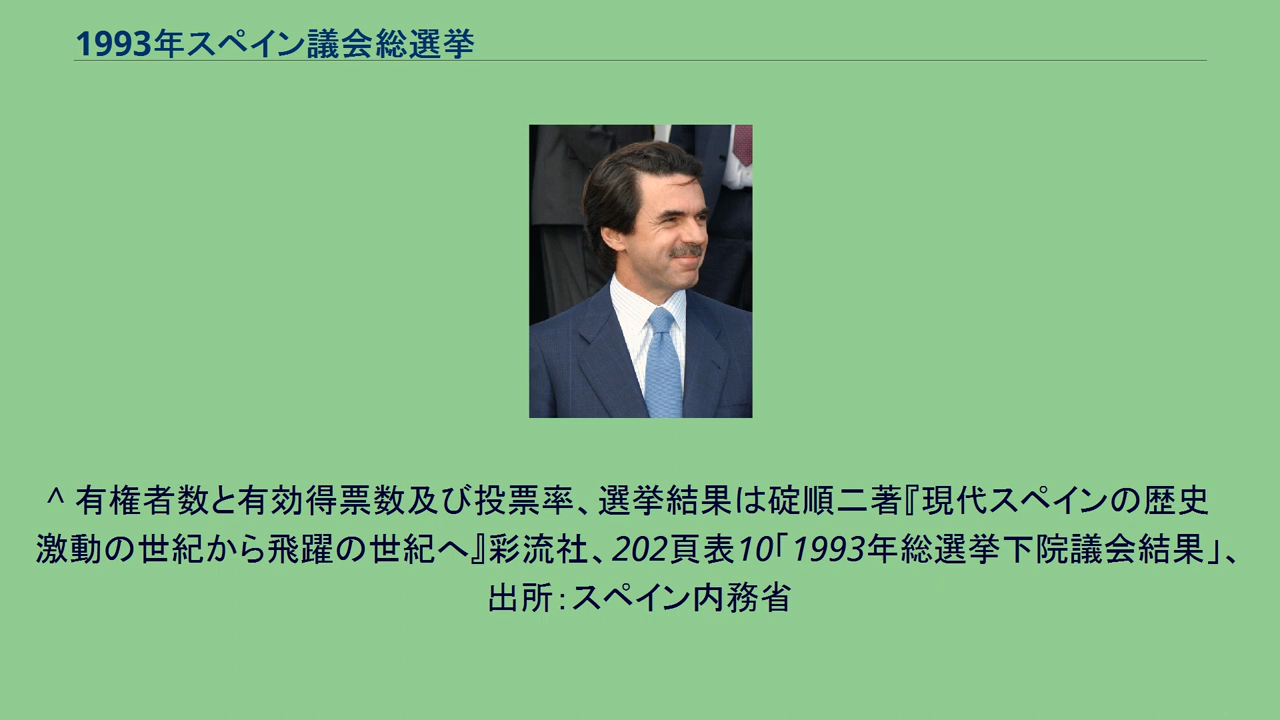 1993年スペイン議会総選挙
^ 有権者数と有効得票数及び投票率、選挙結果は碇順二著『現代スペインの歴史
激動の世紀から飛躍の世紀へ』彩流社、202頁表10「1993年総選挙下院議会結果」、
出所：スペイン内務省